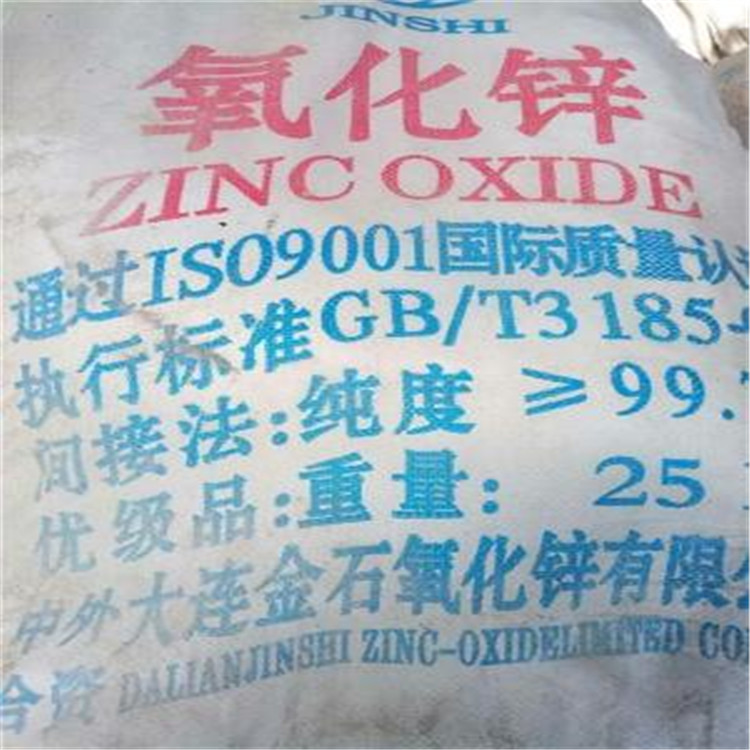 JINSHI
氧化锌
ZINC OXIDE
通过ISO9001国际质量认
执行标准GB/T3185-
间接法:纯度 ≥99.
优级品:重量: 25
中外大连金石氧化锌有限
合资 DALIANJINSHI ZINC-OXIDELIMITED CO